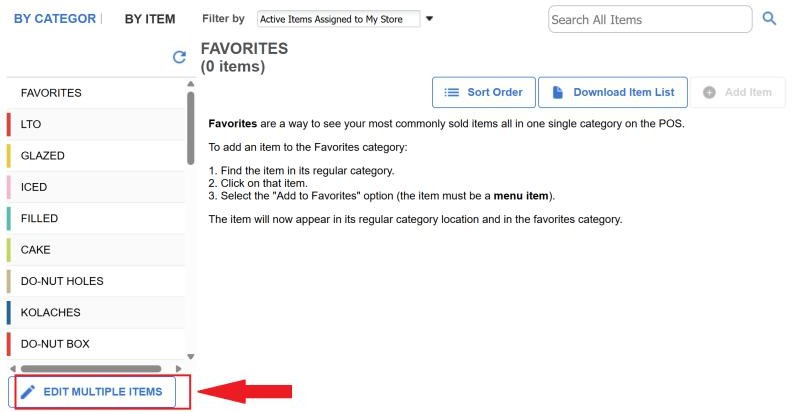 BY CATEGOR
BY ITEM
Filter by
Active Items Assigned to My Store
Search All Items
FAVORITES
(0 items)
Sort Order
Download Item List
Add Item
FAVORITES
LTO
GLAZED
ICED
FILLED
CAKE
DO-NUT HOLES
KOLACHES
DO-NUT BOX
EDIT MULTIPLE ITEMS
Favorites are a way to see your most commonly sold items all in one single category on the POS.
To add an item to the Favorites category:
1. Find the item in its regular category.
2. Click on that item.
3. Select the "Add to Favorites" option (the item must be a menu item).
The item will now appear in its regular category location and in the favorites category.